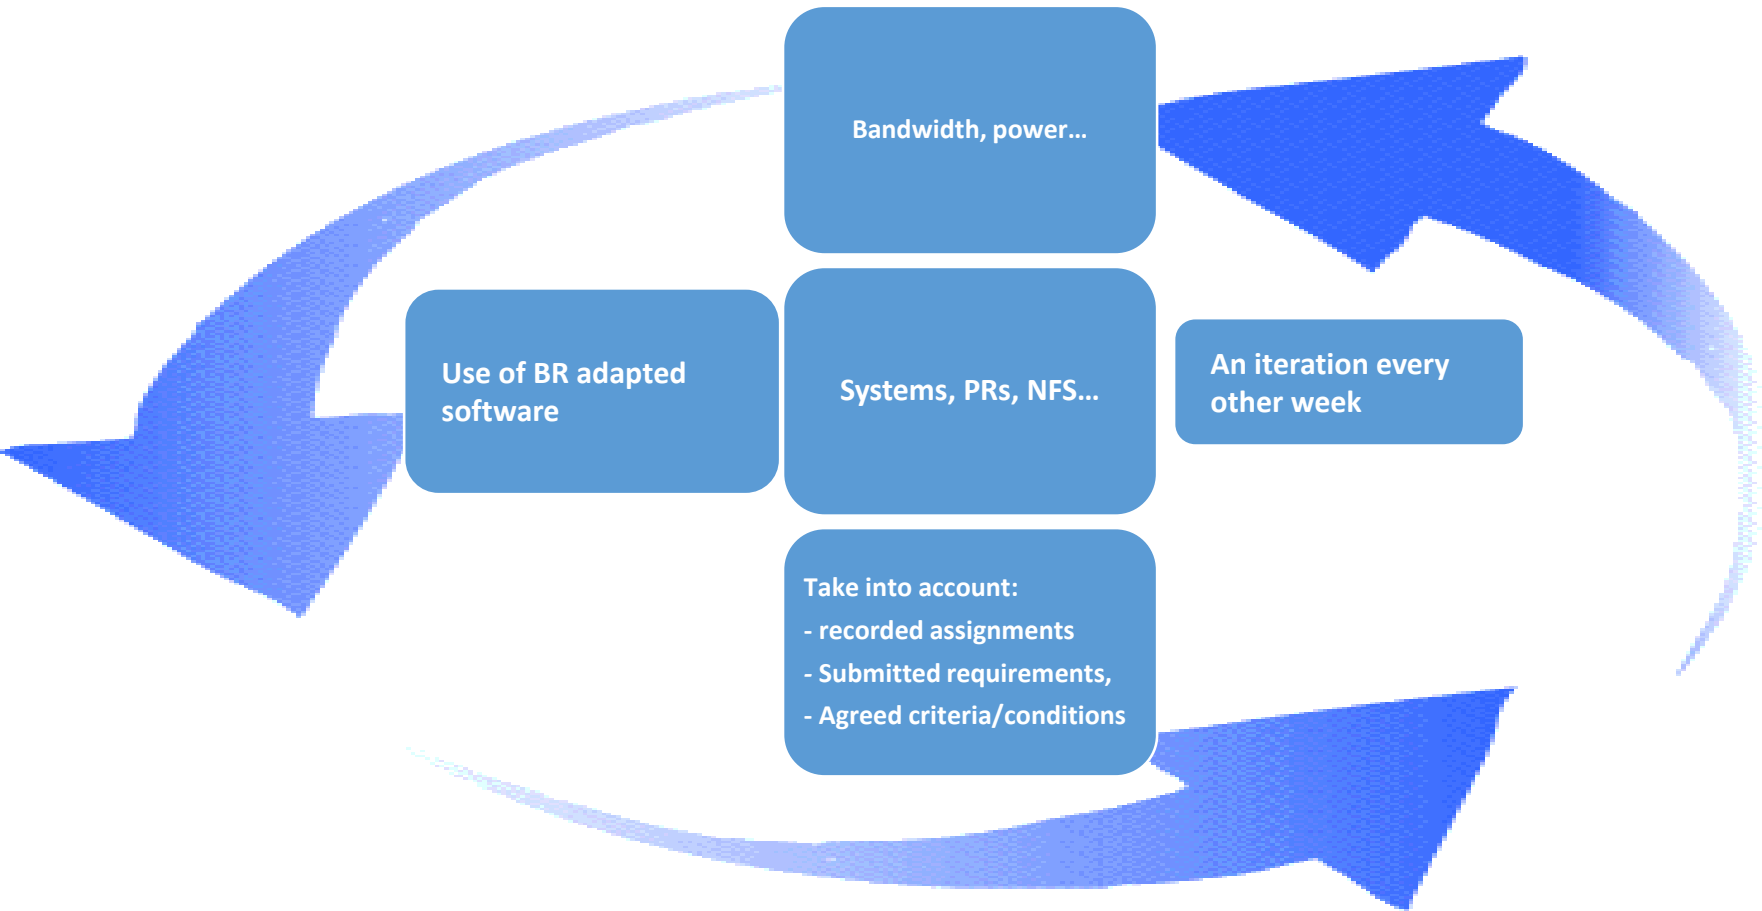 Bandwidth, power…
Use of BR adapted
software
Systems, PRs, NFS…
An iteration every
other week
Take into account:
- recorded assignments
- Submitted requirements,
- Agreed criteria/conditions